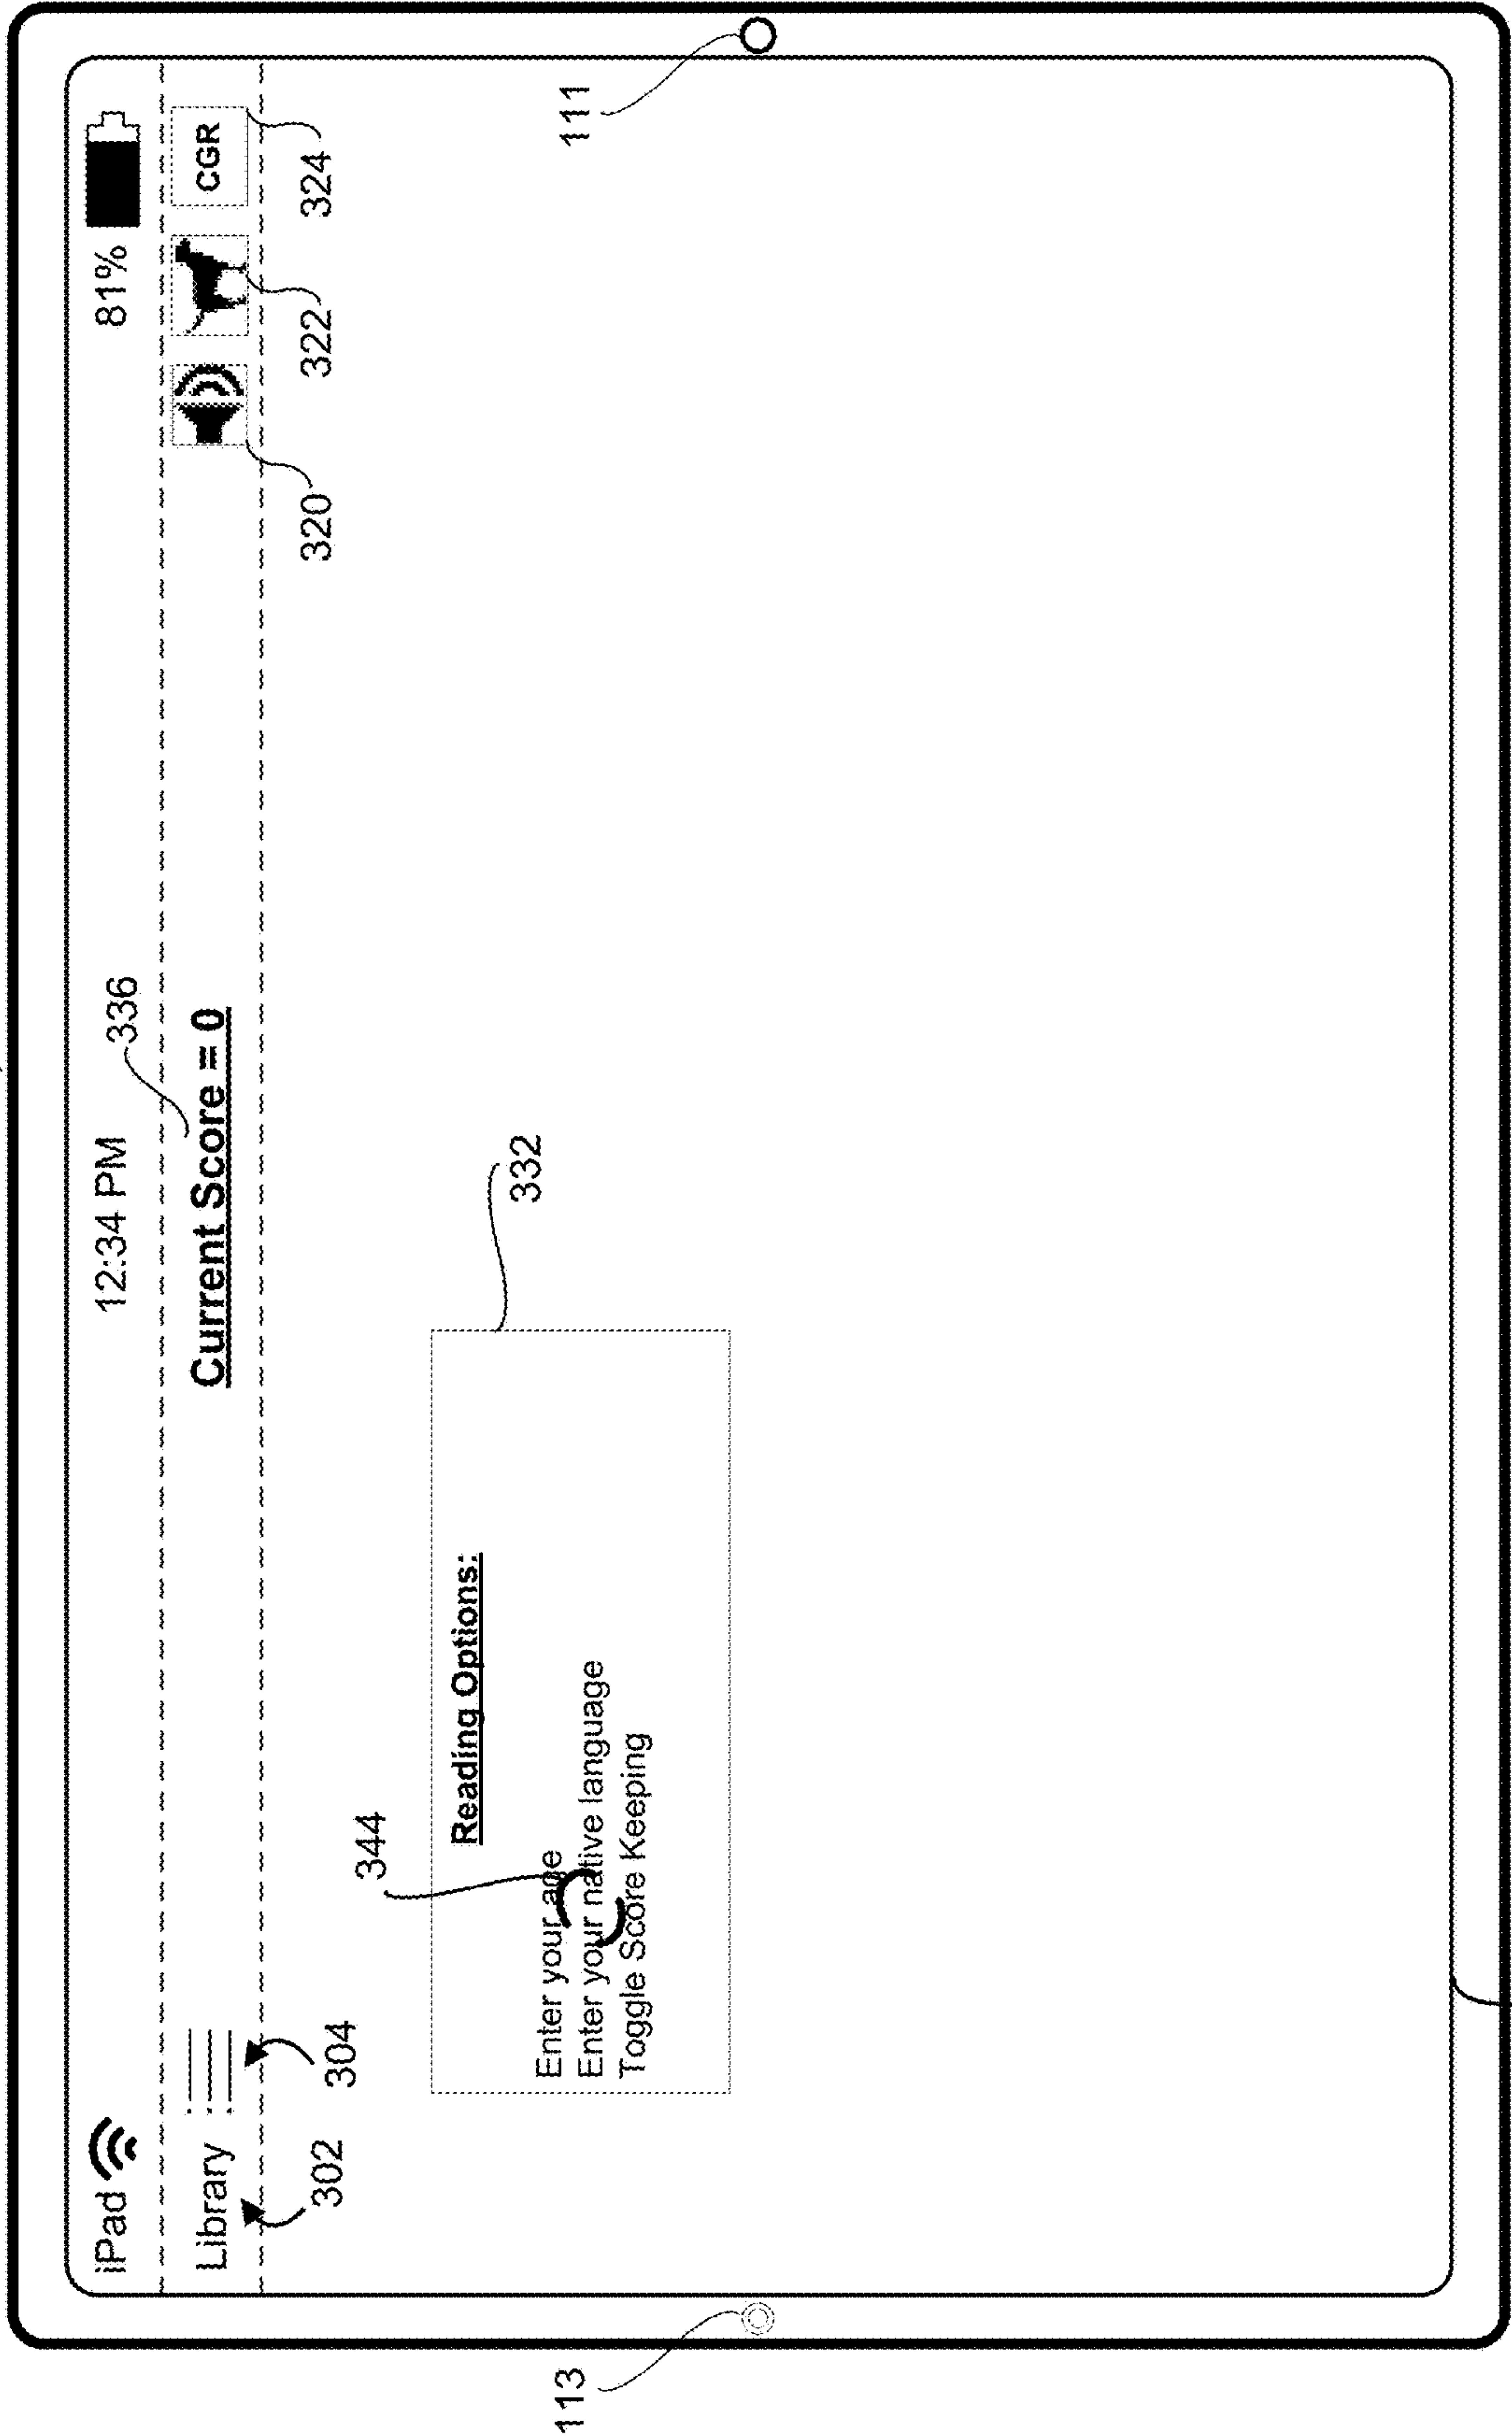 iPad 12:34 PM 81%
336
Library Current Score = 0 CGR
302 304 320 322 324
344 332
Reading Options:
Enter your age
Enter your native language
Toggle Score Keeping
113 111